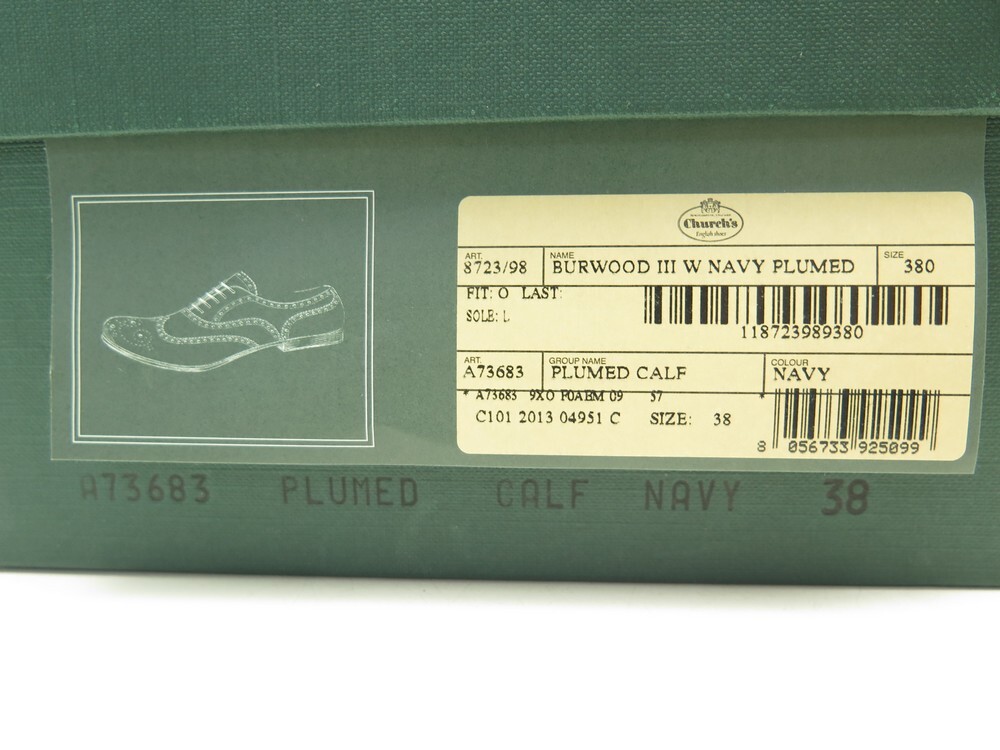 Church's
English shoes
ART. NAME SIZE
8723/98 BURWOOD III W NAVY PLUMED 380
FIT: O LAST:
SOLE: L
118723989380
ART. GROUP NAME COLOUR
A73683 PLUMED CALF NAVY
* A73683 9XO F0AEM 09 57 *
C101 2013 04951 C SIZE: 38
8 056733 925099
A73683 PLUMED CALF NAVY 38